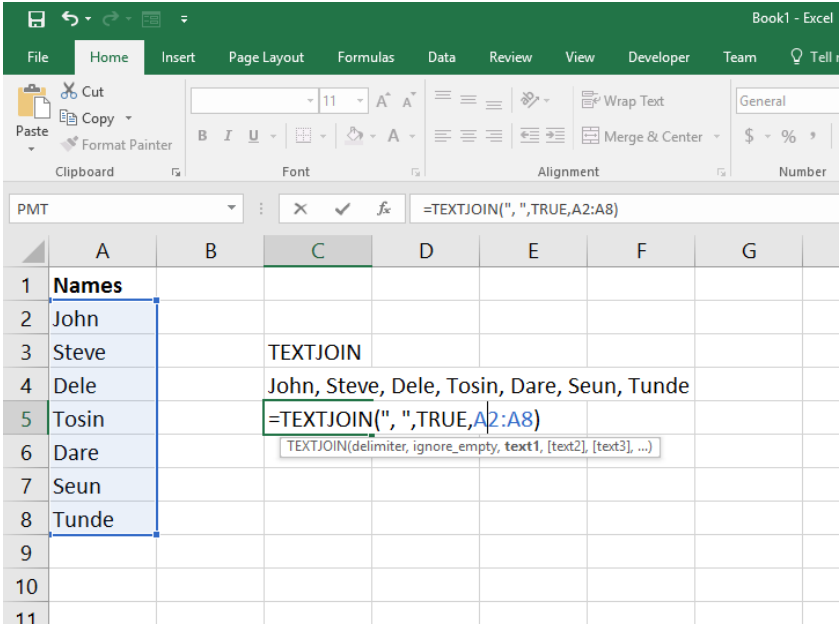 Book1 - Excel
File Home Insert Page Layout Formulas Data Review View Developer Team Tell
Cut
Copy
Paste
Format Painter
11
A A
B I U A
Wrap Text
Merge & Center
General
$ % ,
Clipboard Font Alignment Number
PMT fx =TEXTJOIN(", ",TRUE,A2:A8)
A B C D E F G
1 Names
2 John
3 Steve TEXTJOIN
4 Dele John, Steve, Dele, Tosin, Dare, Seun, Tunde
5 Tosin =TEXTJOIN(", ",TRUE,A2:A8)
6 Dare TEXTJOIN(delimiter, ignore_empty, text1, [text2], [text3], ...)
7 Seun
8 Tunde
9
10
11